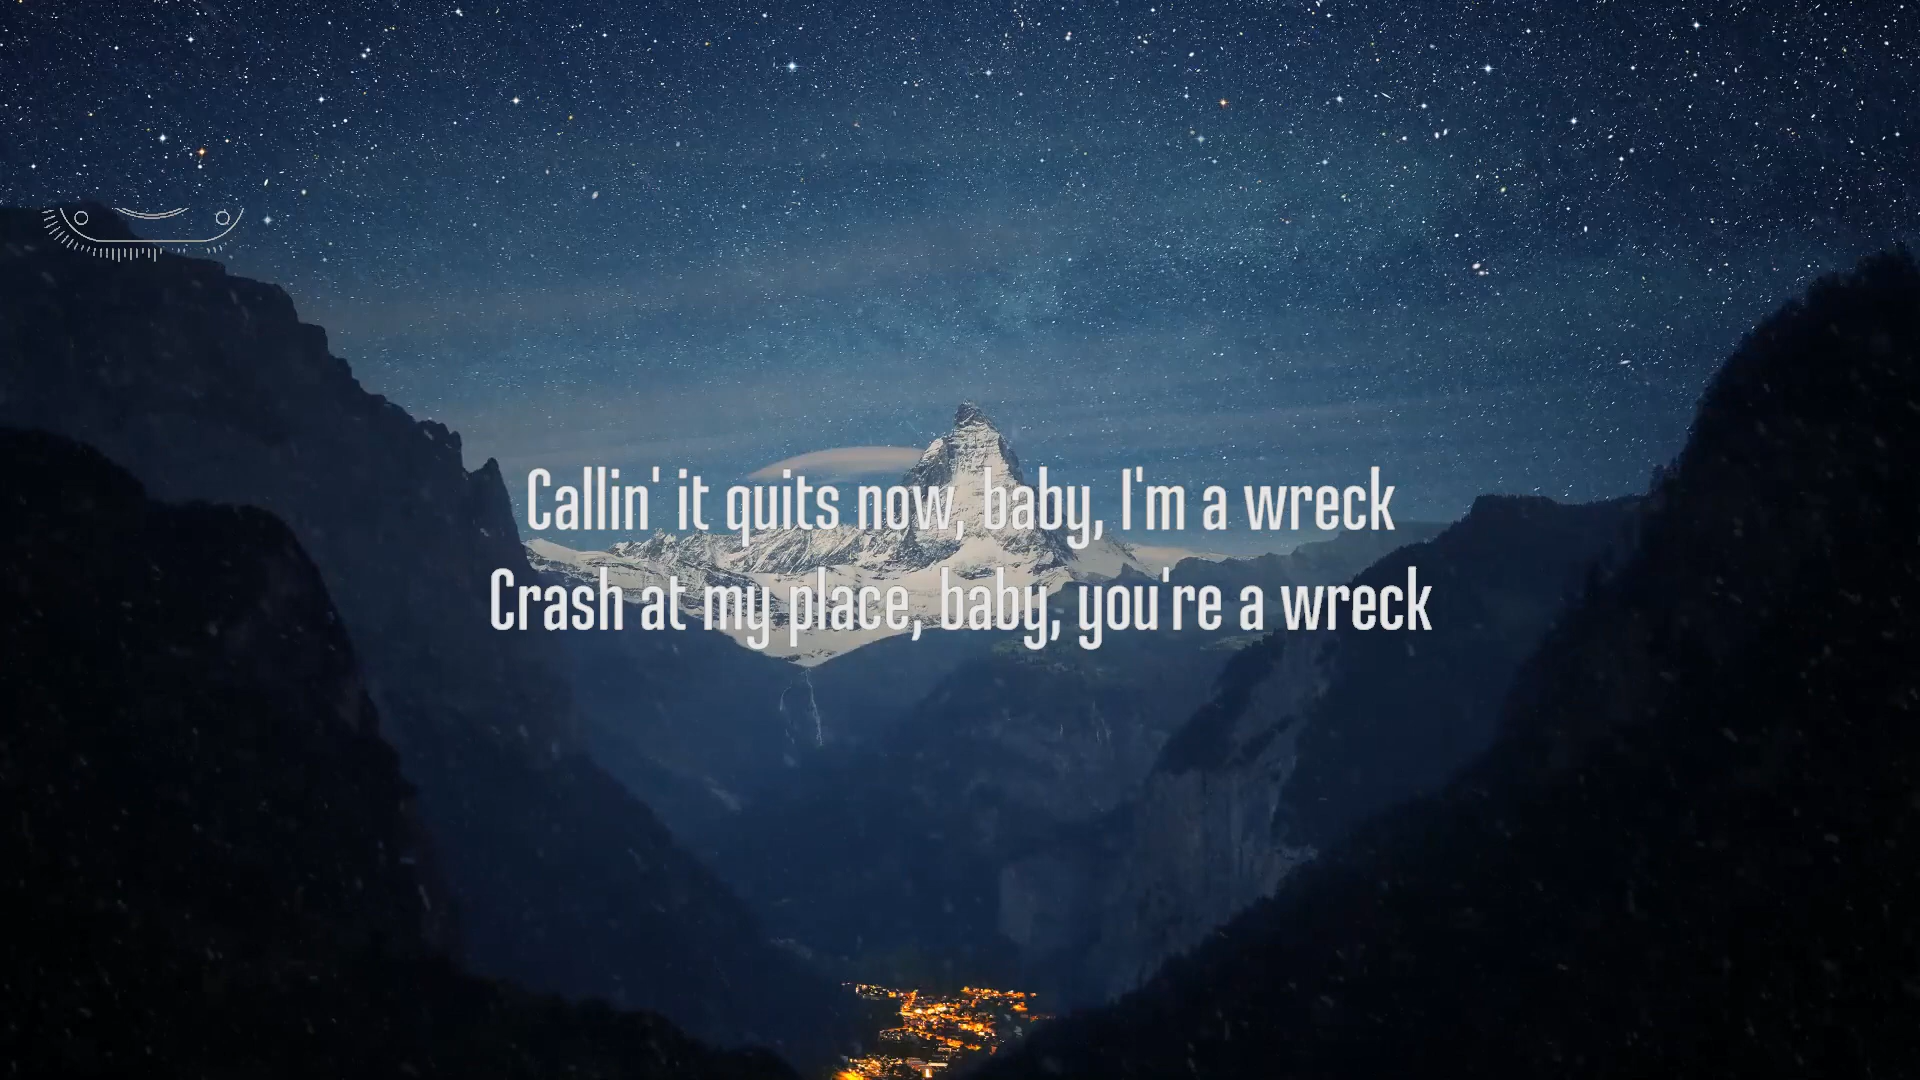 Callin' it quits now, baby, I'm a wreck
Crash at my place, baby, you're a wreck